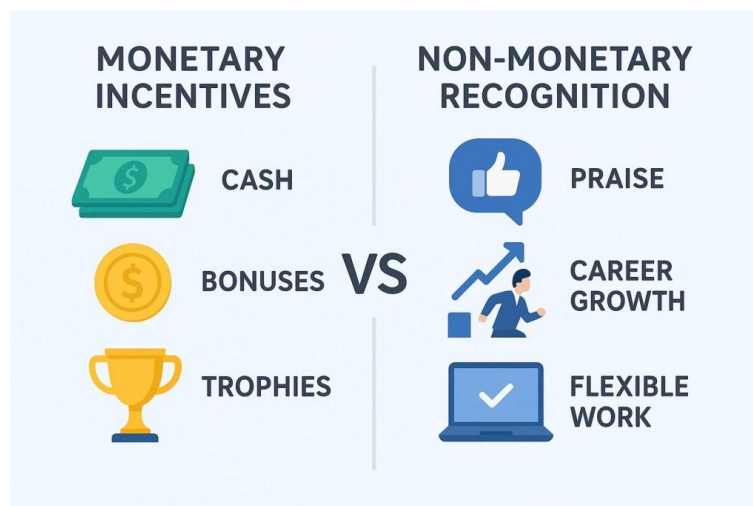 MONETARY
INCENTIVES
$
CASH
$
BONUSES
TROPHIES
VS
NON-MONETARY
RECOGNITION
PRAISE
CAREER
GROWTH
FLEXIBLE
WORK